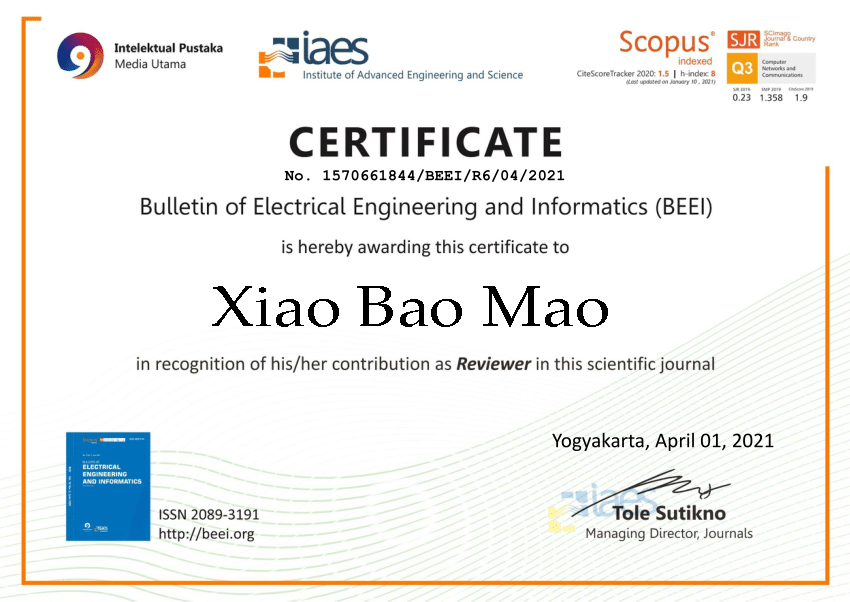 Intelektual Pustaka
Media Utama
iaes
Institute of Advanced Engineering and Science
Scopus®
indexed
CiteScoreTracker 2020: 1.5 | h-index: 8
(Last updated on January 10 , 2021)
SJR
SCImago
Journal & Country
Rank
Q3
Computer
Networks and
Communications
SJR 2019 SNIP 2019 CiteScore 2019
0.23 1.358 1.9
CERTIFICATE
No. 1570661844/BEEI/R6/04/2021
Bulletin of Electrical Engineering and Informatics (BEEI)
is hereby awarding this certificate to
Xiao Bao Mao
in recognition of his/her contribution as Reviewer in this scientific journal
Yogyakarta, April 01, 2021
BULLETIN OF
ELECTRICAL
ENGINEERING
AND INFORMATICS
iaes
ISSN 2089-3191
http://beei.org
iaes
Tole Sutikno
Managing Director, Journals